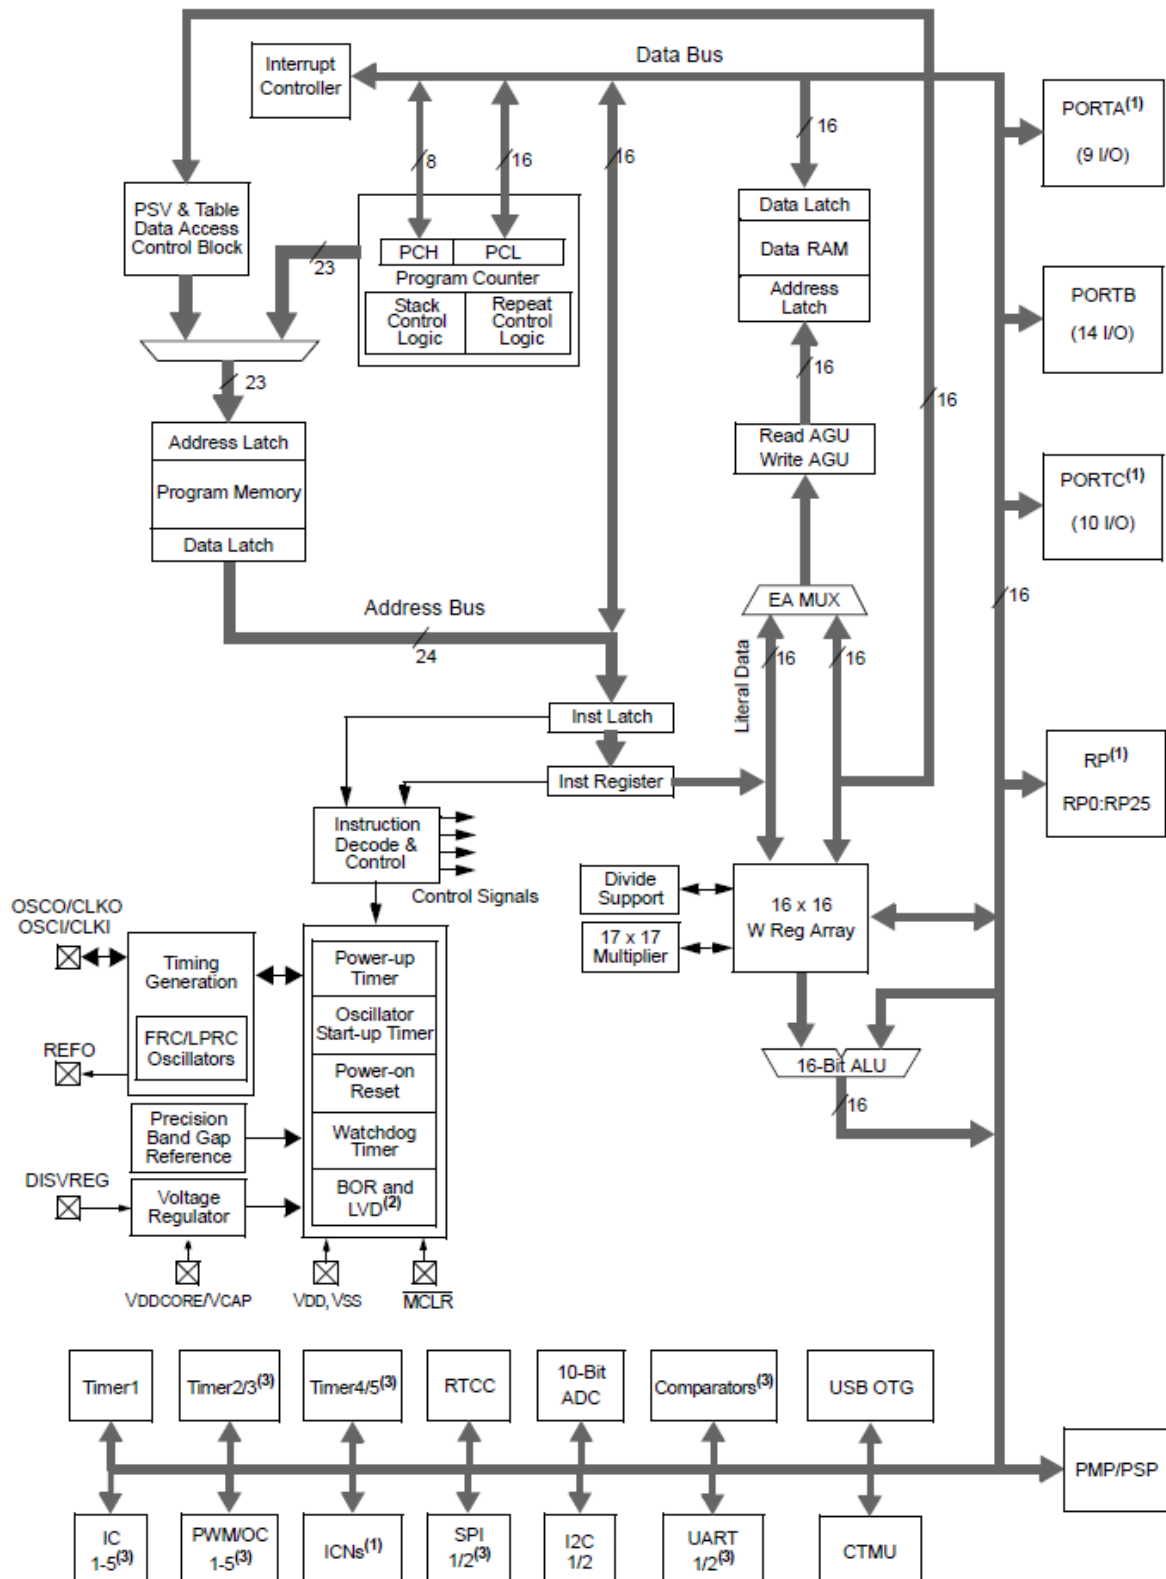 Data Bus
Interrupt
Controller
PORTA(1)
(9 I/O)
8
16
16
16
PSV & Table
Data Access
Control Block
23
PCH
PCL
Program Counter
Stack
Control
Logic
Repeat
Control
Logic
Data Latch
Data RAM
Address
Latch
PORTB
(14 I/O)
23
16
16
Address Latch
Program Memory
Data Latch
Read AGU
Write AGU
PORTC(1)
(10 I/O)
Address Bus
24
EA MUX
16
Literal Data
16
16
Inst Latch
Inst Register
RP(1)
RP0:RP25
Instruction
Decode &
Control
Control Signals
Divide
Support
17 x 17
Multiplier
16 x 16
W Reg Array
OSCO/CLKO
OSCI/CLKI
Timing
Generation
FRC/LPRC
Oscillators
REFO
Power-up
Timer
Oscillator
Start-up Timer
Power-on
Reset
Watchdog
Timer
BOR and
LVD(2)
16-Bit ALU
16
Precision
Band Gap
Reference
DISVREG
Voltage
Regulator
VDDCORE/VCAP
VDD, VSS
MCLR
Timer1
Timer2/3(3)
Timer4/5(3)
RTCC
10-Bit
ADC
Comparators(3)
USB OTG
PMP/PSP
IC
1-5(3)
PWM/OC
1-5(3)
ICNs(1)
SPI
1/2(3)
I2C
1/2
UART
1/2(3)
CTMU